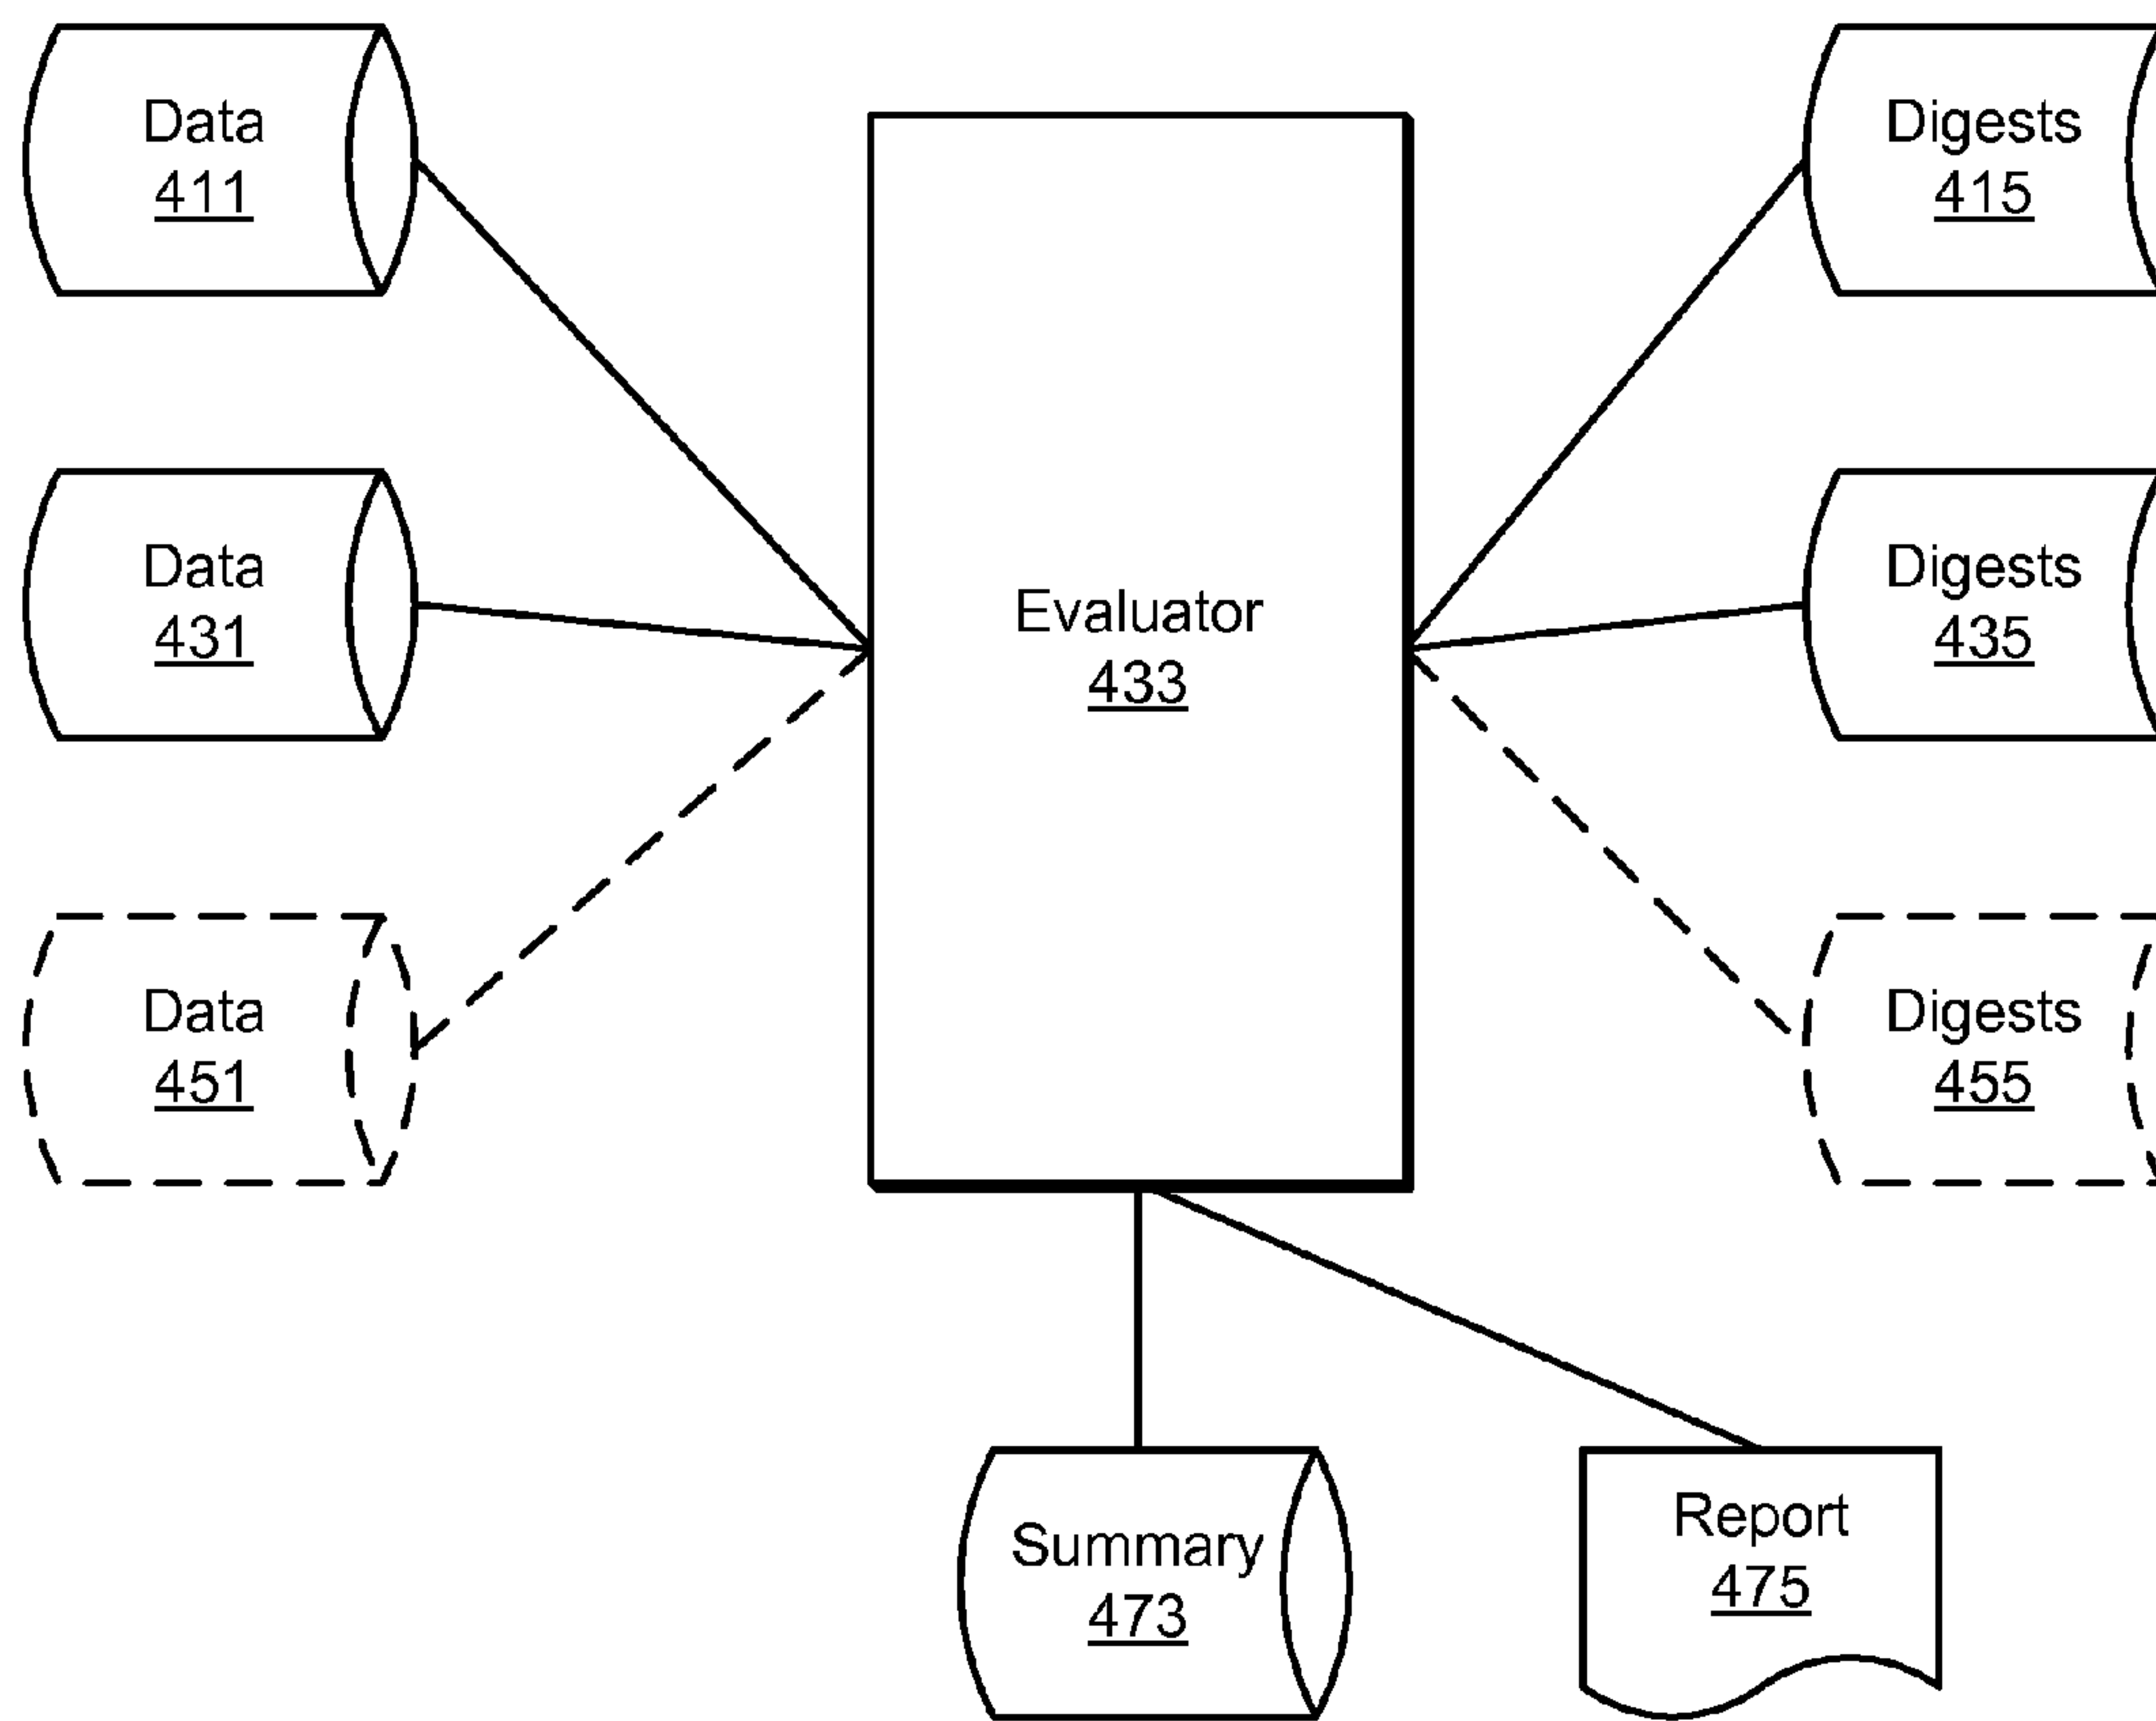 Data
411
Digests
415
Data
431
Evaluator
433
Digests
435
Data
451
Digests
455
Summary
473
Report
475